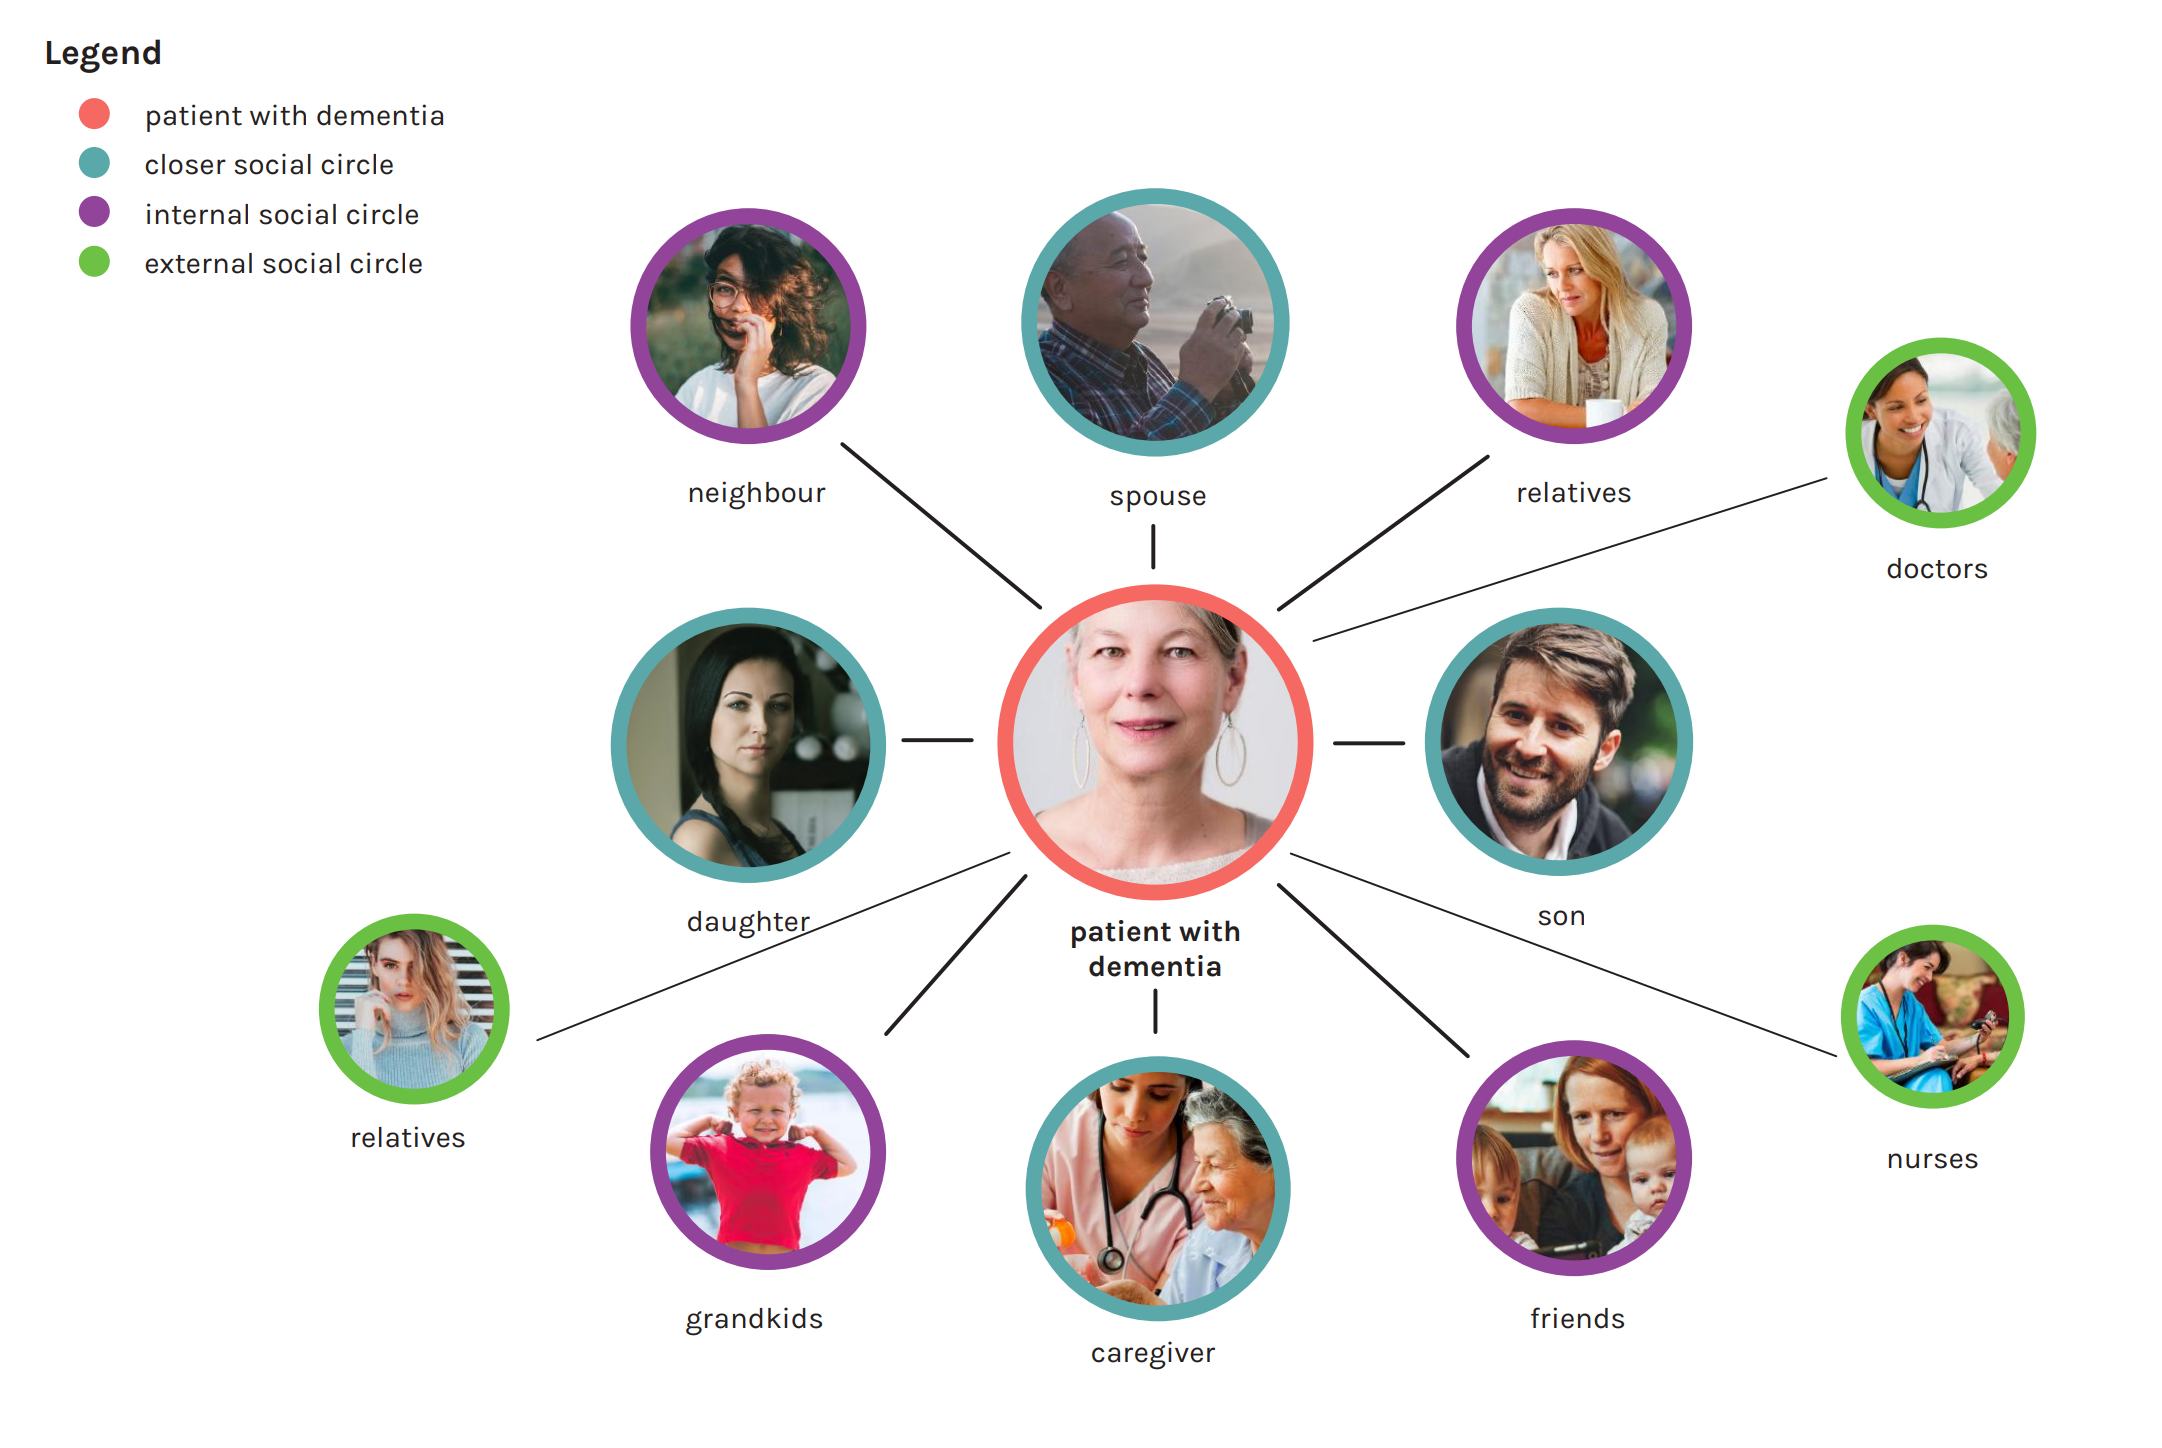 Legend
patient with dementia
closer social circle
internal social circle
external social circle
neighbour
spouse
relatives
doctors
daughter
patient with
dementia
son
relatives
nurses
grandkids
caregiver
friends